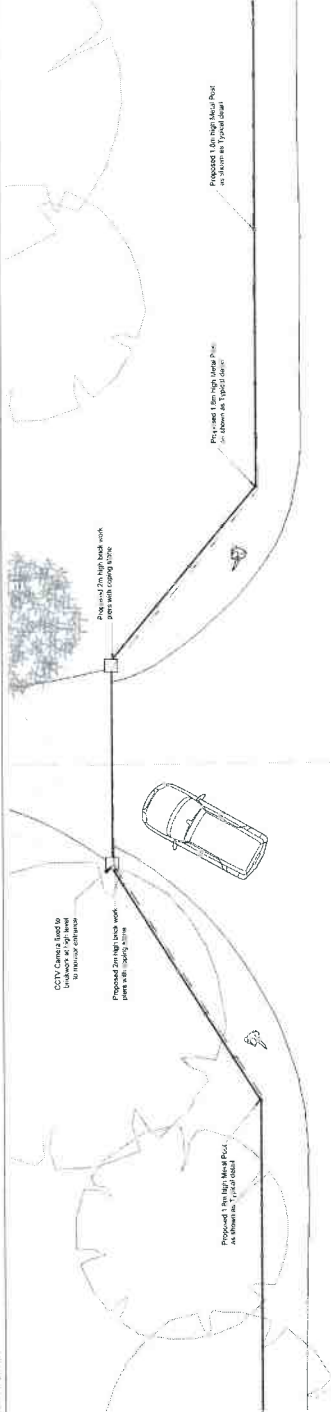 CCTV Camera fixed to
brickwork at high level
to monitor entrance
Proposed 2m high brick work
piers with coping stone
Proposed 1.8m high Metal Post
as shown as Typical detail
Proposed 2m high brick work
piers with coping stone
Proposed 1.8m high Metal Post
as shown as Typical detail
Proposed 1.8m high Metal Post
as shown as Typical detail